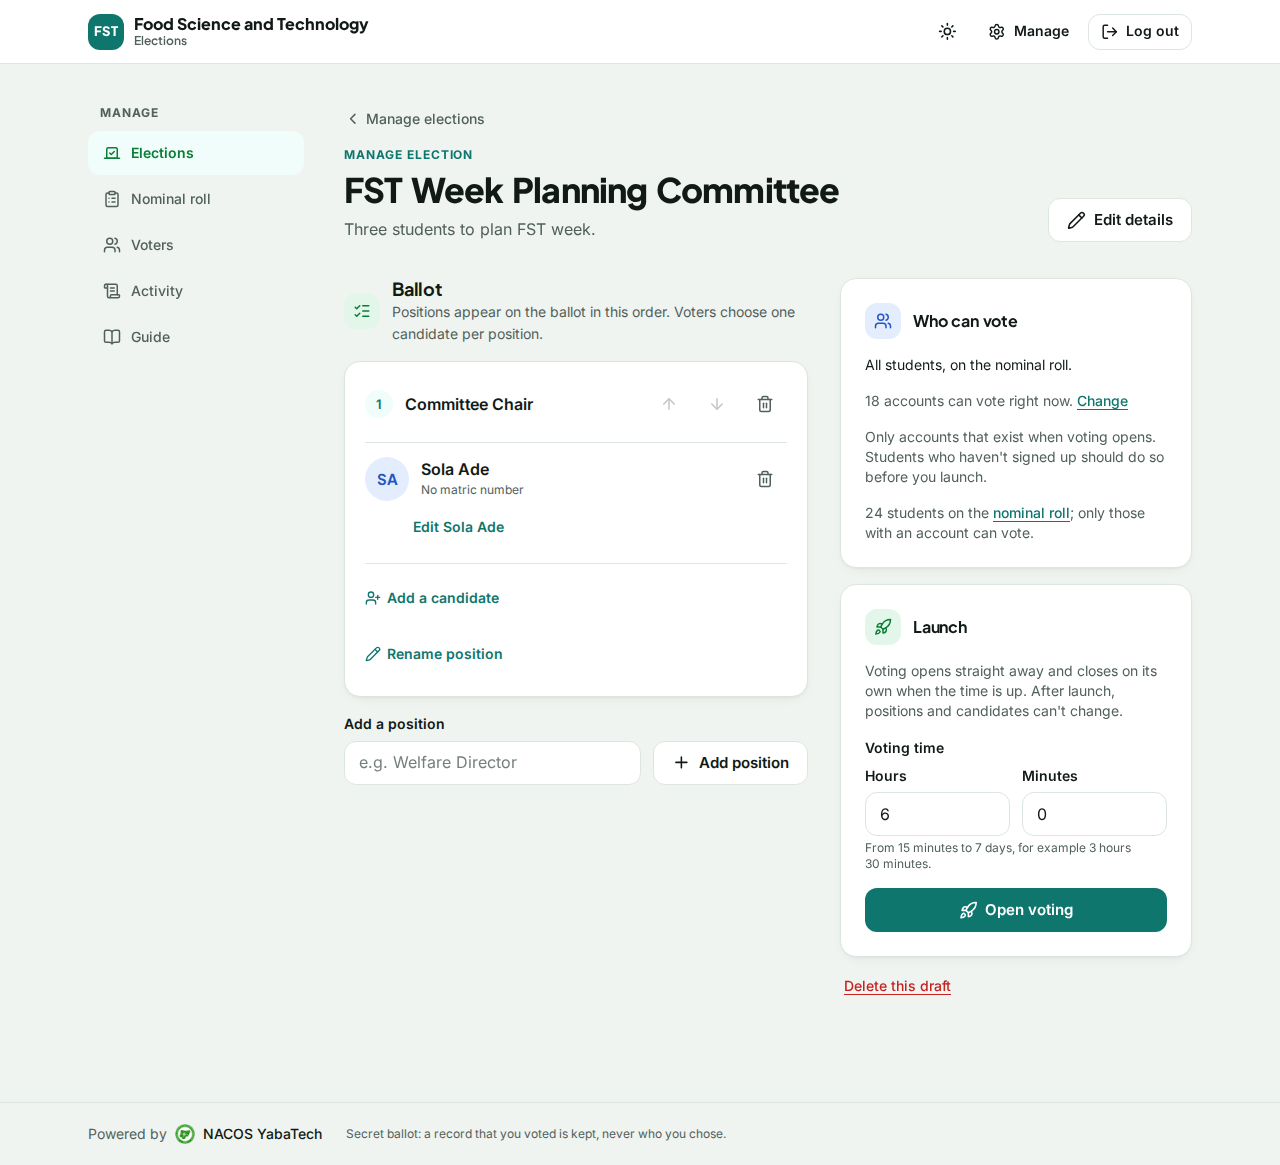 FST
Food Science and Technology
Elections
Manage
Log out
MANAGE
Elections
Nominal roll
Voters
Activity
Guide
Manage elections
MANAGE ELECTION
FST Week Planning Committee
Three students to plan FST week.
Edit details
Ballot
Positions appear on the ballot in this order. Voters choose one
candidate per position.
1
Committee Chair
SA
Sola Ade
No matric number
Edit Sola Ade
Add a candidate
Rename position
Add a position
e.g. Welfare Director
Add position
Who can vote
All students, on the nominal roll.
18 accounts can vote right now. Change
Only accounts that exist when voting opens.
Students who haven't signed up should do so
before you launch.
24 students on the nominal roll; only those
with an account can vote.
Launch
Voting opens straight away and closes on its
own when the time is up. After launch,
positions and candidates can't change.
Voting time
Hours
Minutes
6
0
From 15 minutes to 7 days, for example 3 hours
30 minutes.
Open voting
Delete this draft
Powered by NACOS YabaTech
Secret ballot: a record that you voted is kept, never who you chose.